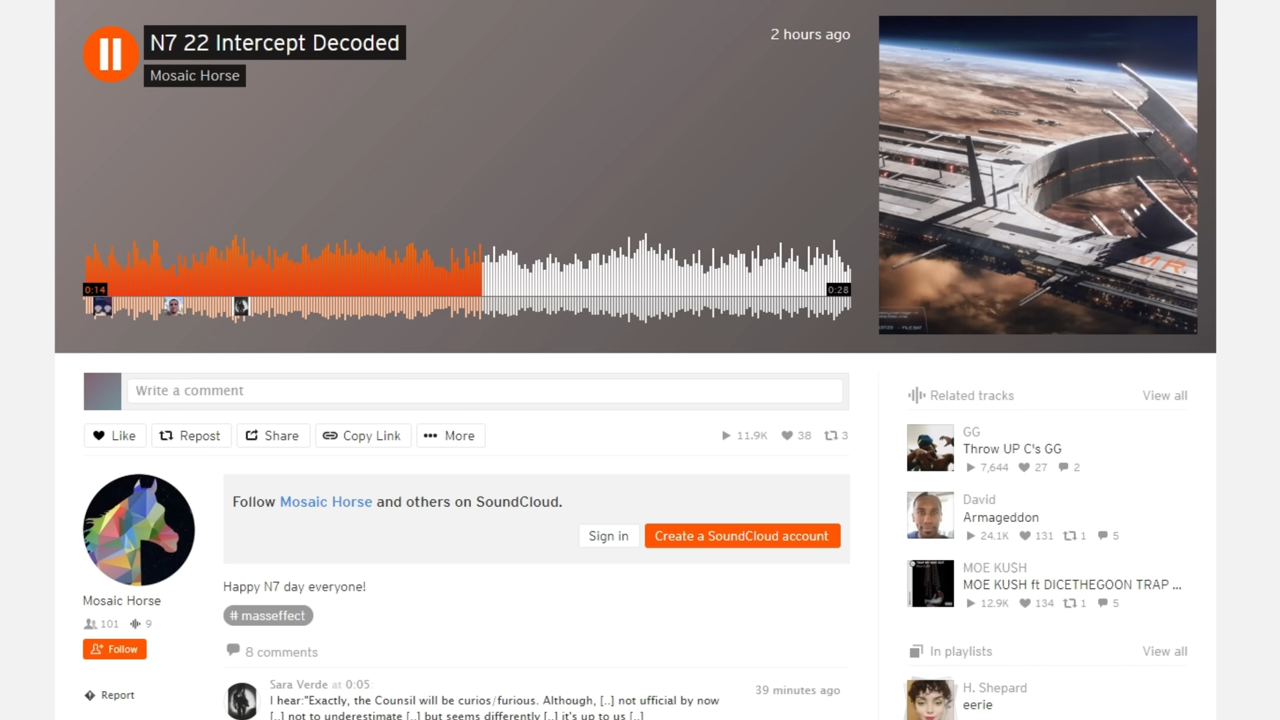 N7 22 Intercept Decoded
Mosaic Horse
2 hours ago
0:14
0:28
MR
Write a comment
Like
Repost
Share
Copy Link
More
11.9K 38 3
Follow Mosaic Horse and others on SoundCloud.
Sign in
Create a SoundCloud account
Mosaic Horse
101 9
Follow
Report
Happy N7 day everyone!
# masseffect
8 comments
Sara Verde at 0:05:
39 minutes ago
I hear:"Exactly, the Counsil will be curios/furious. Although, [..] not ufficial by now
[..] not to underestimate [..] but seems differently [..] it's up to us [..]
Related tracks
View all
GG
Throw UP C's GG
7,644 27 2
David
Armageddon
24.1K 131 1 5
MOE KUSH
MOE KUSH ft DICETHEGOON TRAP ...
12.9K 134 1 5
In playlists
View all
H. Shepard
eerie